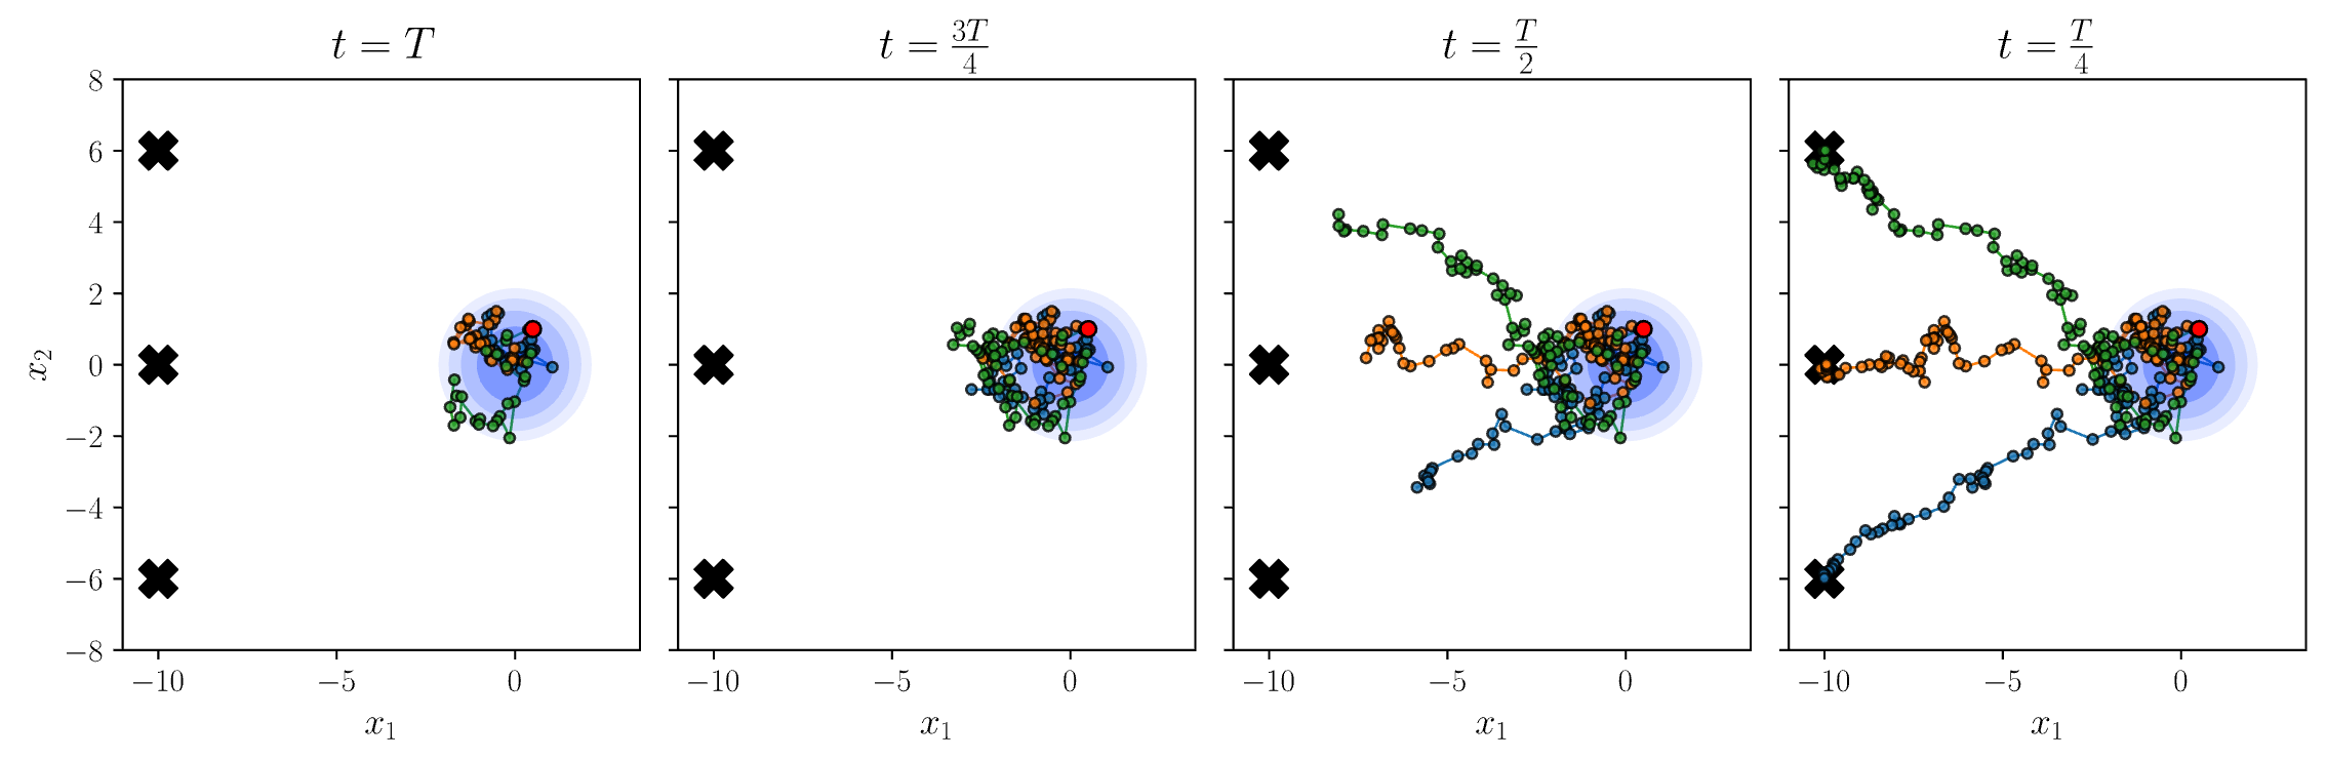 t = T
t = 3T/4
t = T/2
t = T/4
8
6
4
2
0
−2
−4
−6
−8
x₂
−10 −5 0
−10 −5 0
−10 −5 0
−10 −5 0
x₁
x₁
x₁
x₁